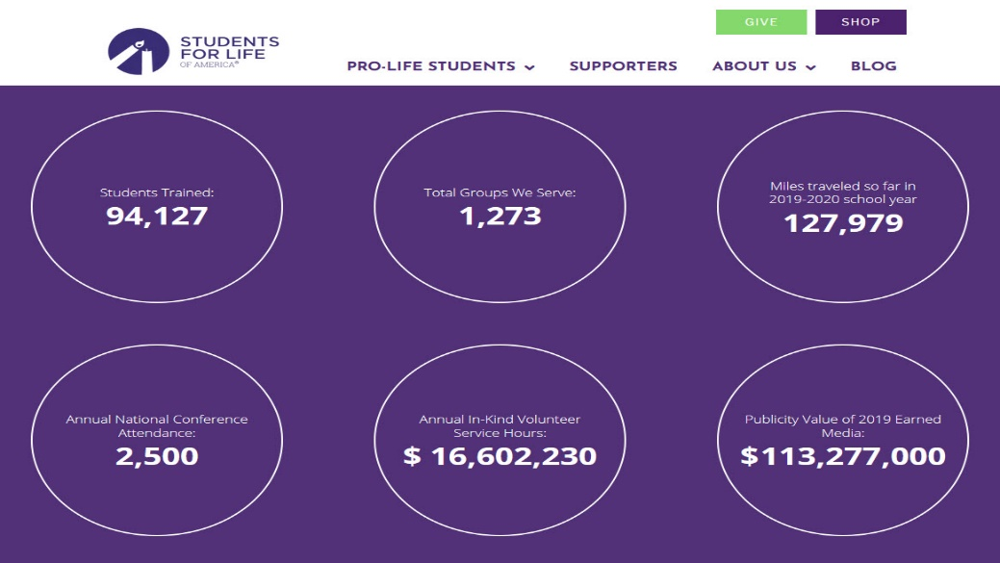 GIVE
SHOP
STUDENTS
FOR LIFE
OF AMERICA®
PRO-LIFE STUDENTS
SUPPORTERS
ABOUT US
BLOG
Students Trained:
94,127
Total Groups We Serve:
1,273
Miles traveled so far in
2019-2020 school year
127,979
Annual National Conference
Attendance:
2,500
Annual In-Kind Volunteer
Service Hours:
$ 16,602,230
Publicity Value of 2019 Earned
Media:
$113,277,000